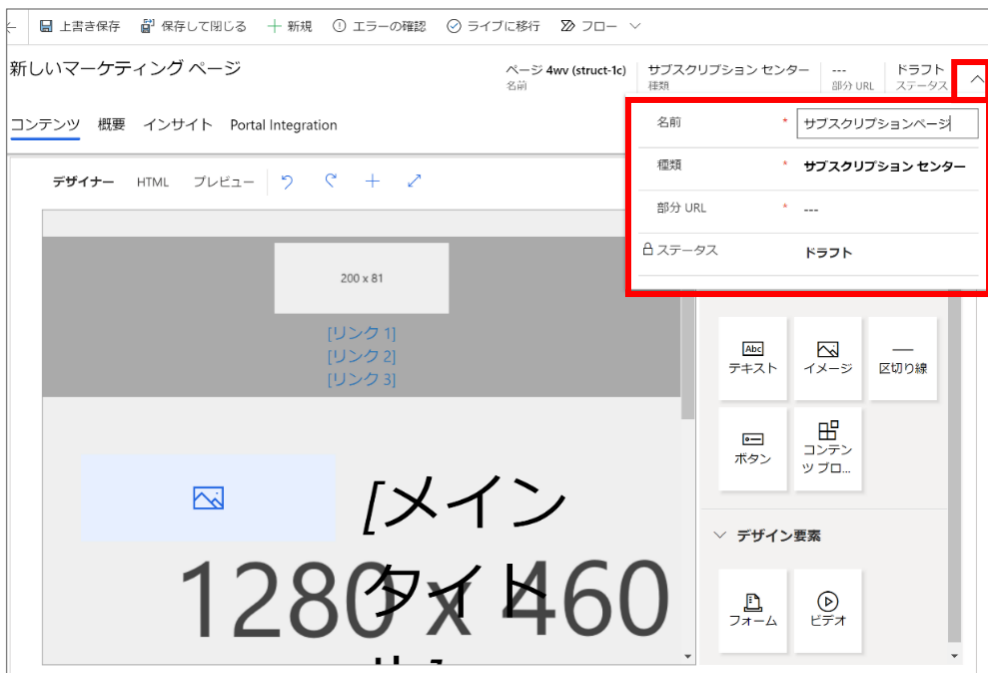 上書き保存 保存して閉じる 新規 エラーの確認 ライブに移行 フロー
新しいマーケティング ページ
ページ 4wv (struct-1c) サブスクリプション センター --- ドラフト
名前 種類 部分 URL ステータス
コンテンツ 概要 インサイト Portal Integration
名前 * サブスクリプションページ
種類 * サブスクリプション センター
部分 URL * ---
ステータス ドラフト
デザイナー HTML プレビュー
200 x 81
[リンク 1]
[リンク 2]
[リンク 3]
Abc
テキスト イメージ 区切り線
ボタン コンテン
ツ ブロ...
[メイン
タイト
1280 x 460
デザイン要素
フォーム ビデオ